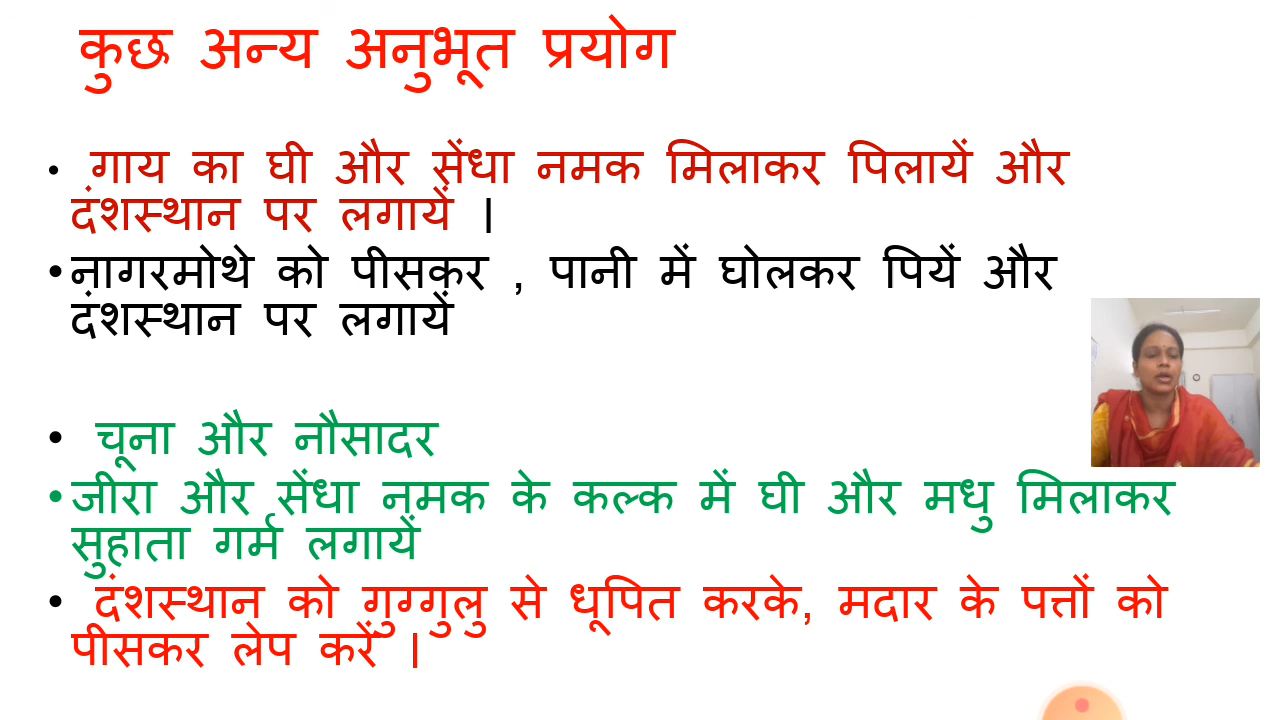 कुछ अन्य अनुभूत प्रयोग
• गाय का घी और सेंधा नमक मिलाकर पिलायें और
दंशस्थान पर लगायें ।
• नागरमोथे को पीसकर , पानी में घोलकर पियें और
दंशस्थान पर लगायें
• चूना और नौसादर
• जीरा और सेंधा नमक के कल्क में घी और मधु मिलाकर
सुहाता गर्म लगायें
• दंशस्थान को गुग्गुलु से धूपित करके, मदार के पत्तों को
पीसकर लेप करें ।